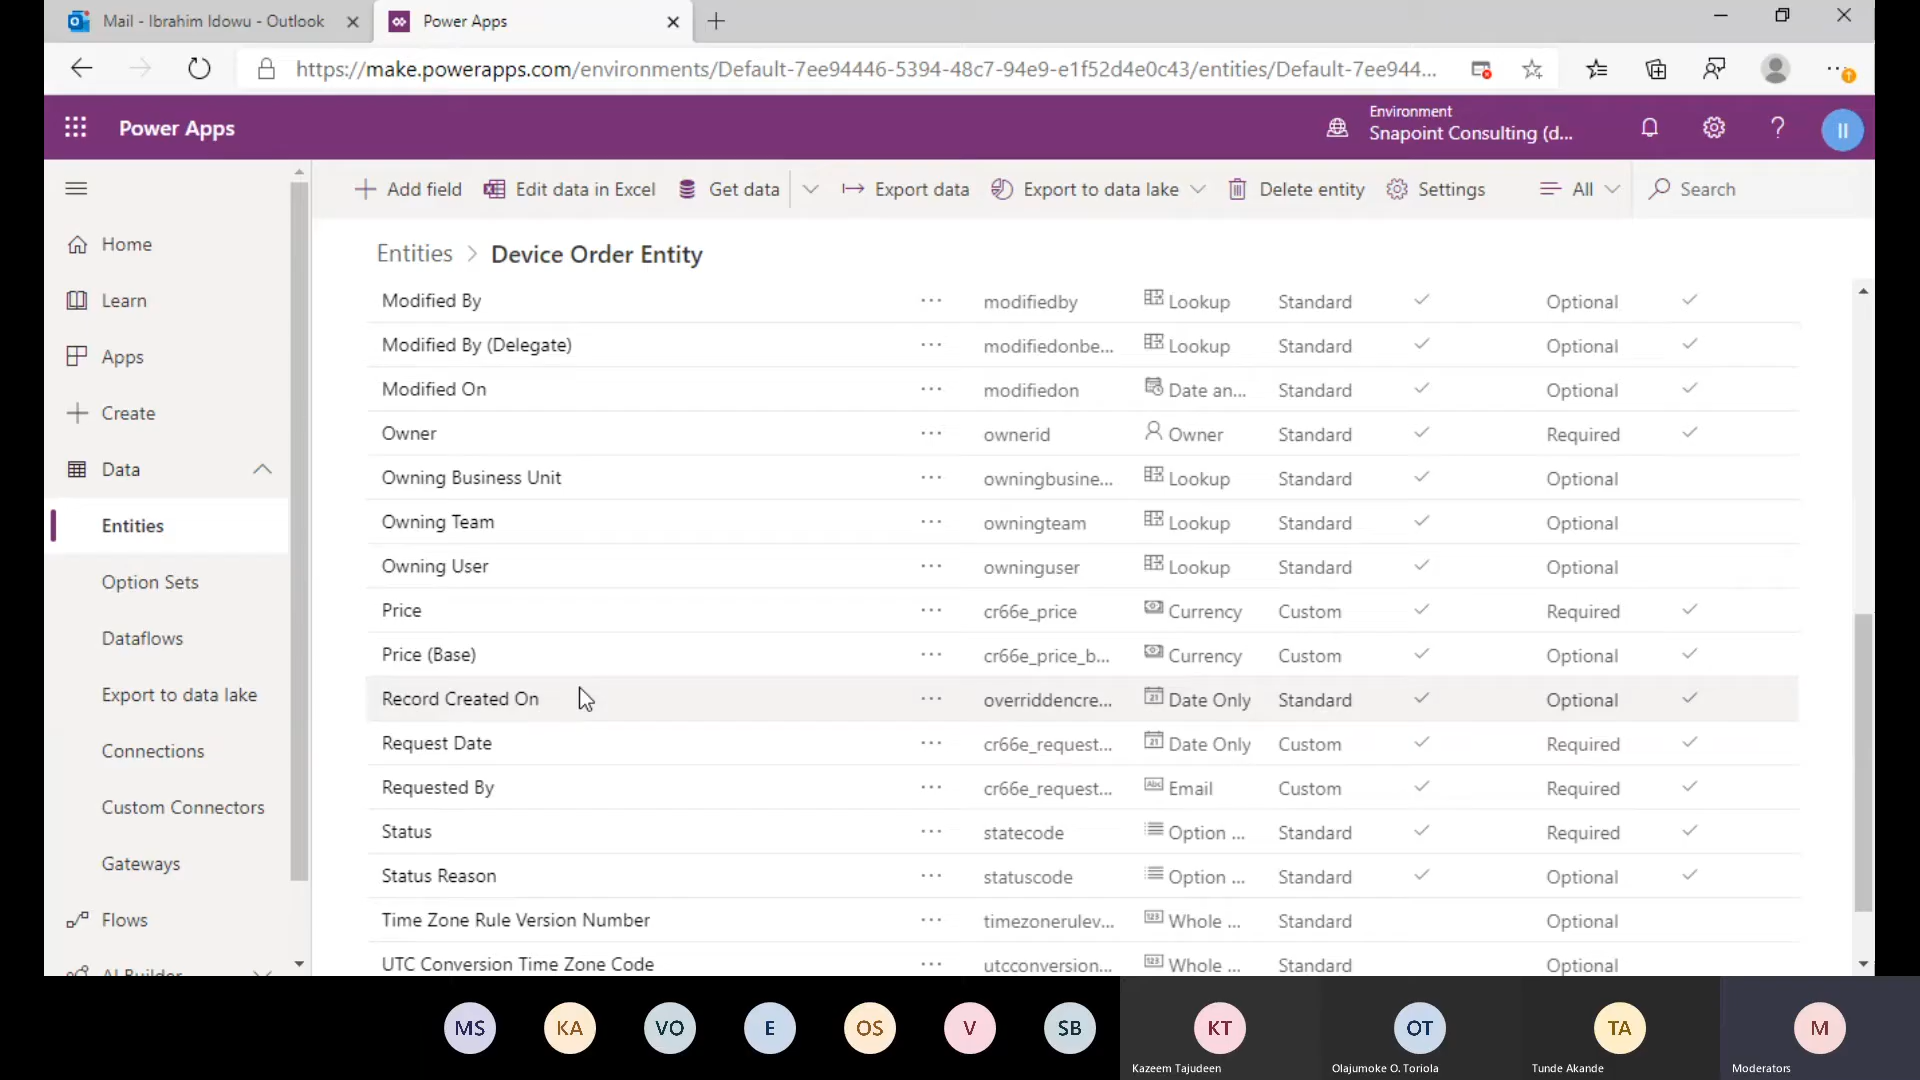 Mail - Ibrahim Idowu - Outlook
Power Apps
https://make.powerapps.com/environments/Default-7ee94446-5394-48c7-94e9-e1f52d4e0c43/entities/Default-7ee944...
Power Apps
Environment
Snapoint Consulting (d...
II
Add field
Edit data in Excel
Get data
Export data
Export to data lake
Delete entity
Settings
All
Search
Home
Learn
Apps
Create
Data
Entities
Option Sets
Dataflows
Export to data lake
Connections
Custom Connectors
Gateways
Flows
AI Builder
Entities > Device Order Entity
Modified By ··· modifiedby Lookup Standard Optional
Modified By (Delegate) ··· modifiedonbe... Lookup Standard Optional
Modified On ··· modifiedon Date an... Standard Optional
Owner ··· ownerid Owner Standard Required
Owning Business Unit ··· owningbusine... Lookup Standard Optional
Owning Team ··· owningteam Lookup Standard Optional
Owning User ··· owninguser Lookup Standard Optional
Price ··· cr66e_price Currency Custom Required
Price (Base) ··· cr66e_price_b... Currency Custom Optional
Record Created On ··· overriddencre... Date Only Standard Optional
Request Date ··· cr66e_request... Date Only Custom Required
Requested By ··· cr66e_request... Email Custom Required
Status ··· statecode Option ... Standard Required
Status Reason ··· statuscode Option ... Standard Optional
Time Zone Rule Version Number ··· timezonerulev... Whole ... Standard Optional
UTC Conversion Time Zone Code ··· utcconversion... Whole ... Standard Optional
MS
KA
VO
E
OS
V
SB
KT
OT
TA
M
Kazeem Tajudeen
Olajumoke O. Toriola
Tunde Akande
Moderators